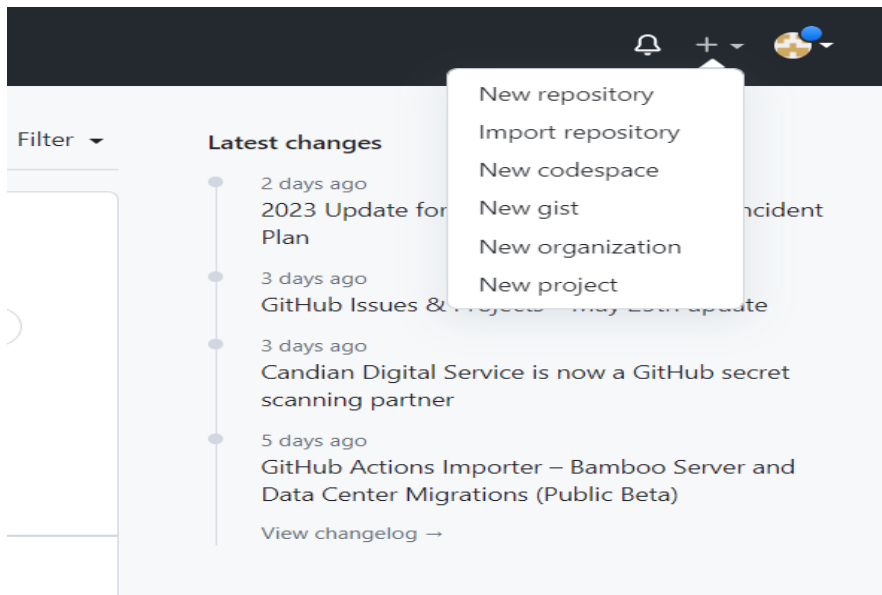 New repository
Import repository
New codespace
New gist
New organization
New project
Filter
Latest changes
2 days ago
2023 Update for
Plan
3 days ago
GitHub Issues &
3 days ago
Candian Digital Service is now a GitHub secret
scanning partner
5 days ago
GitHub Actions Importer – Bamboo Server and
Data Center Migrations (Public Beta)
View changelog →